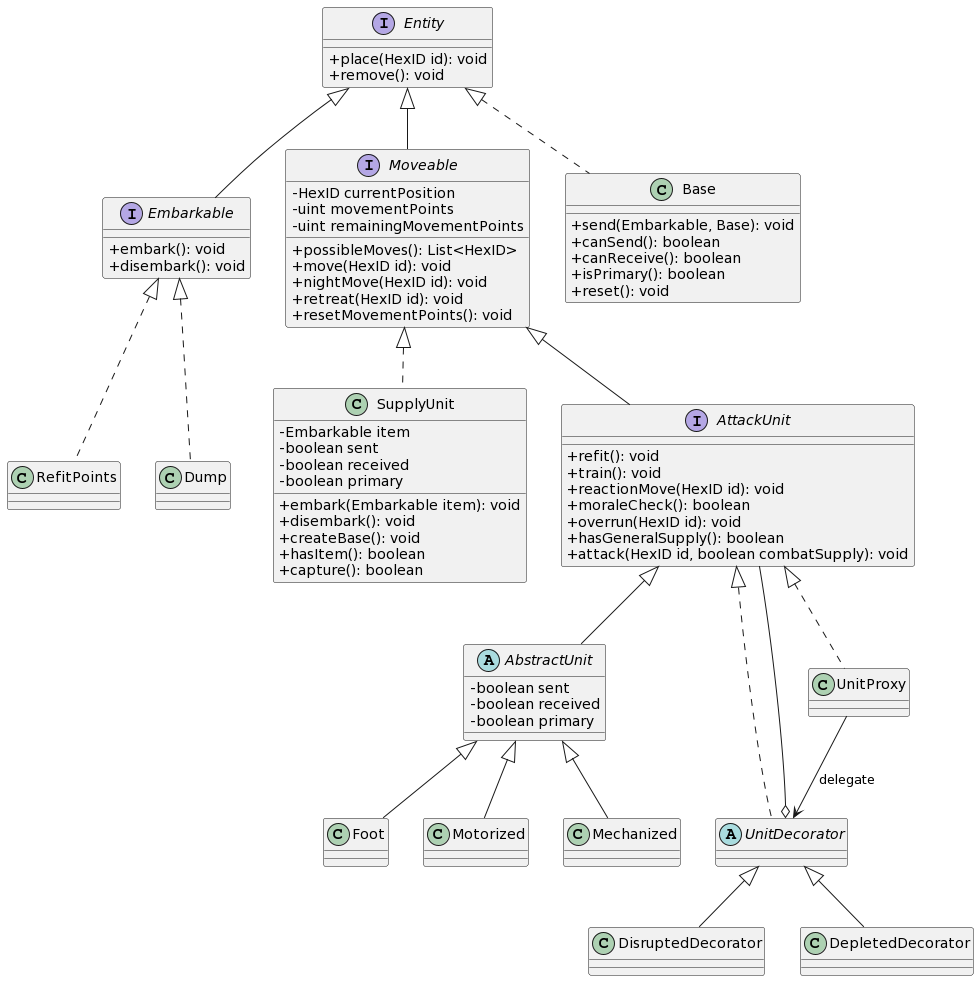 I Entity
+place(HexID id): void
+remove(): void
I Embarkable
+embark(): void
+disembark(): void
I Moveable
-HexID currentPosition
-uint movementPoints
-uint remainingMovementPoints
+possibleMoves(): List<HexID>
+move(HexID id): void
+nightMove(HexID id): void
+retreat(HexID id): void
+resetMovementPoints(): void
C Base
+send(Embarkable, Base): void
+canSend(): boolean
+canReceive(): boolean
+isPrimary(): boolean
+reset(): void
C RefitPoints
C Dump
C SupplyUnit
-Embarkable item
-boolean sent
-boolean received
-boolean primary
+embark(Embarkable item): void
+disembark(): void
+createBase(): void
+hasItem(): boolean
+capture(): boolean
I AttackUnit
+refit(): void
+train(): void
+reactionMove(HexID id): void
+moraleCheck(): boolean
+overrun(HexID id): void
+hasGeneralSupply(): boolean
+attack(HexID id, boolean combatSupply): void
A AbstractUnit
-boolean sent
-boolean received
-boolean primary
C UnitProxy
delegate
C Foot
C Motorized
C Mechanized
A UnitDecorator
C DisruptedDecorator
C DepletedDecorator